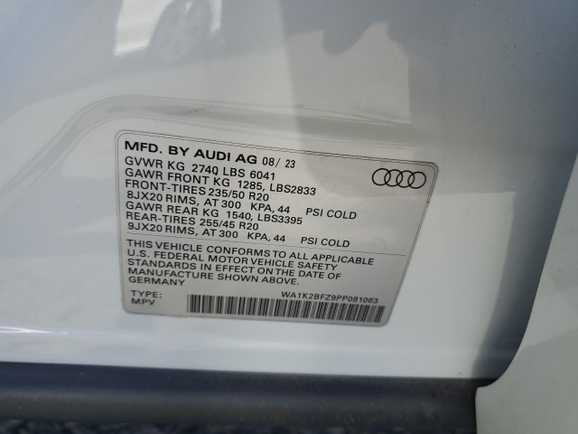 MFD. BY AUDI AG 08/ 23
GVWR KG 2740 LBS 6041
GAWR FRONT KG 1285, LBS2833
FRONT-TIRES 235/50 R20
8JX20 RIMS, AT 300 KPA, 44 PSI COLD
GAWR REAR KG 1540, LBS3395
REAR-TIRES 255/45 R20
9JX20 RIMS, AT 300 KPA, 44 PSI COLD
THIS VEHICLE CONFORMS TO ALL APPLICABLE
U.S. FEDERAL MOTOR VEHICLE SAFETY
STANDARDS IN EFFECT ON THE DATE OF
MANUFACTURE SHOWN ABOVE.
GERMANY
WA1K2BFZ9PP081083
TYPE:
MPV